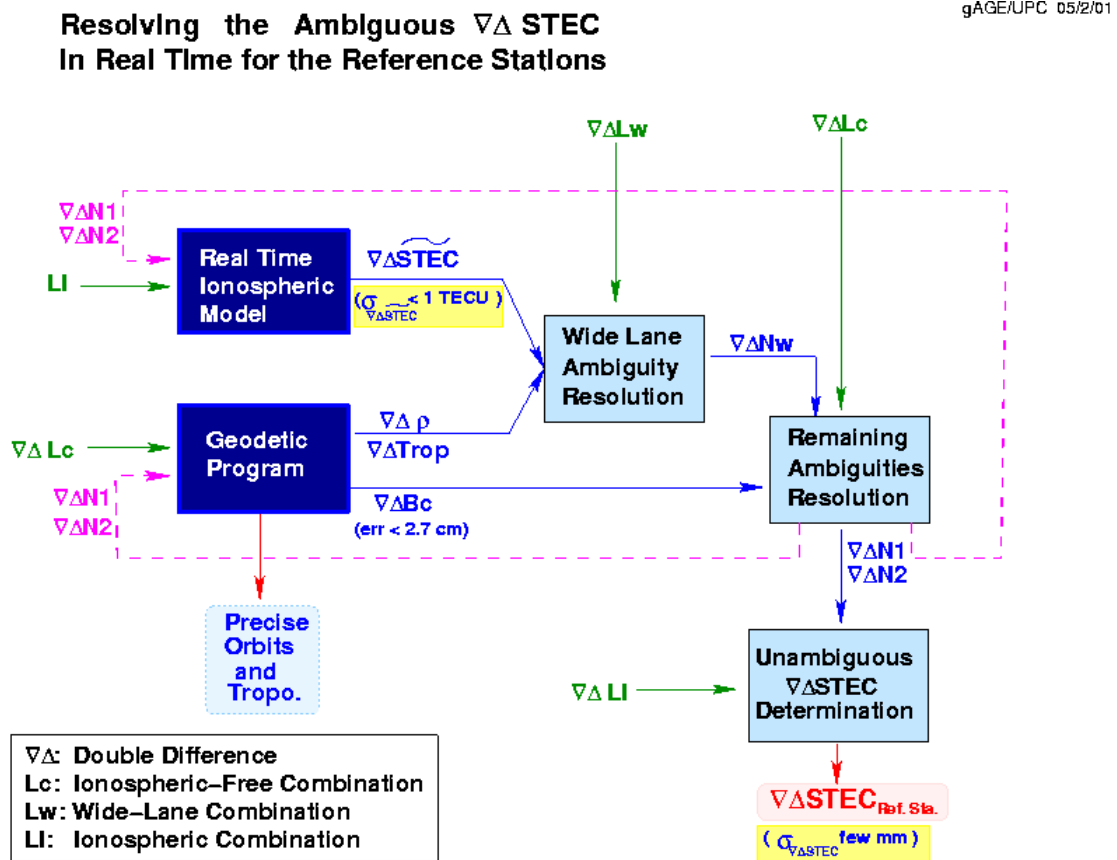 gAGE/UPC 05/2/01
Resolving the Ambiguous ∇Δ STEC
In Real Time for the Reference Stations
∇ΔLw
∇ΔLc
∇ΔN1
∇ΔN2
LI
Real Time
Ionospheric
Model
∇ΔSTEC
(σ∇ΔSTEC < 1 TECU )
Wide Lane
Ambiguity
Resolution
∇ΔNw
∇Δ Lc
∇ΔN1
∇ΔN2
Geodetic
Program
∇Δ ρ
∇ΔTrop
∇ΔBc
(err < 2.7 cm)
Remaining
Ambiguities
Resolution
∇ΔN1
∇ΔN2
Precise
Orbits
and
Tropo.
∇Δ LI
Unambiguous
∇ΔSTEC
Determination
∇ΔSTEC Ref. Sta.
( σ∇ΔSTEC few mm )
∇Δ: Double Difference
Lc: Ionospheric–Free Combination
Lw: Wide–Lane Combination
LI: Ionospheric Combination